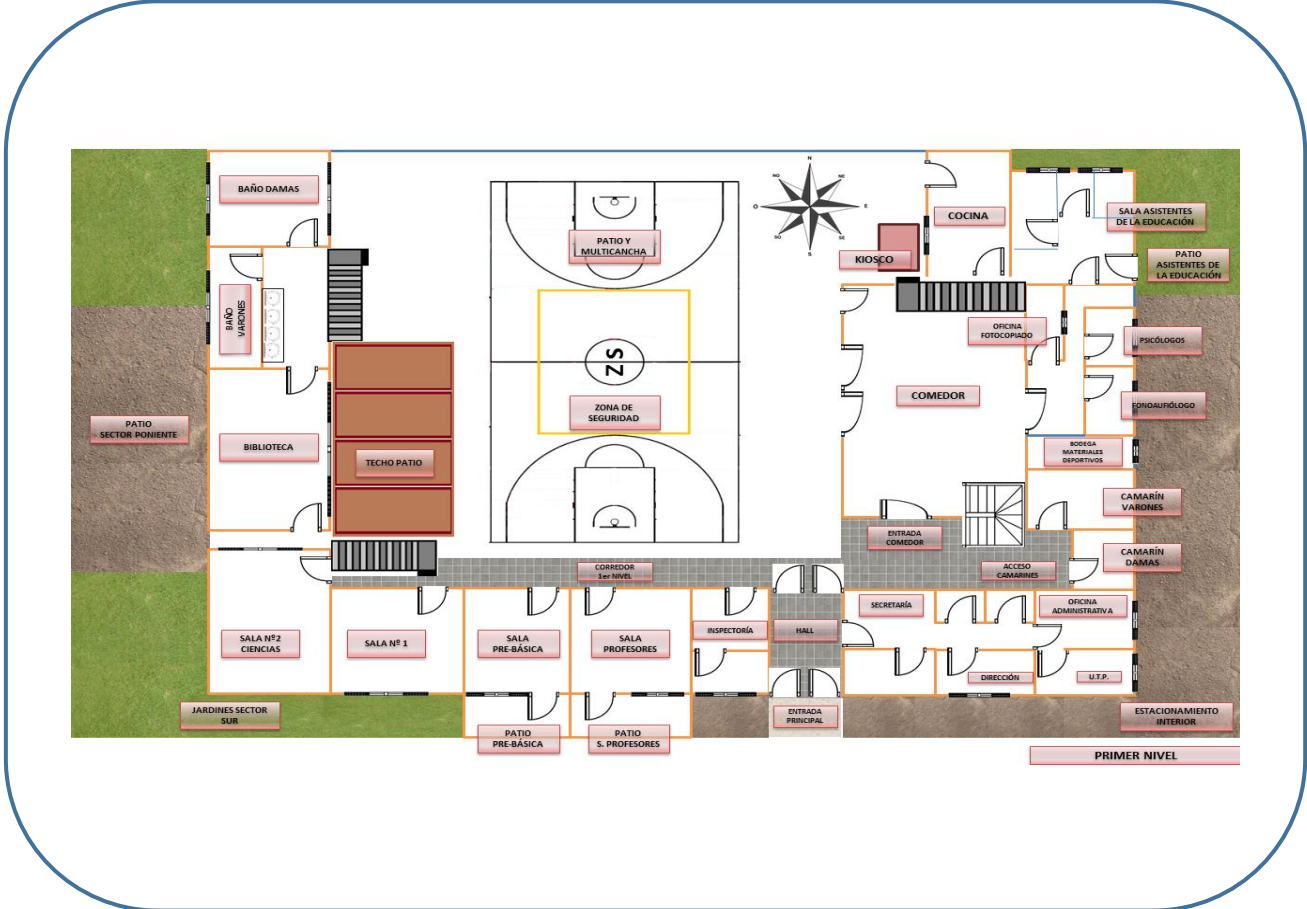 BAÑO DAMAS
BAÑO
VARONES
BIBLIOTECA
PATIO
SECTOR PONIENTE
TECHO PATIO
PATIO Y
MULTICANCHA
ZS
ZONA DE
SEGURIDAD
N
NE
E
SE
S
SO
O
NO
KIOSCO
COCINA
SALA ASISTENTES
DE LA EDUCACIÓN
PATIO
ASISTENTES DE
LA EDUCACIÓN
OFICINA
FOTOCOPIADO
PSICÓLOGOS
COMEDOR
FONOAUFIÓLOGO
BODEGA
MATERIALES
DEPORTIVOS
CAMARÍN
VARONES
ENTRADA
COMEDOR
CAMARÍN
DAMAS
ACCESO
CAMARINES
CORREDOR
1er NIVEL
SALA Nº2
CIENCIAS
SALA Nº 1
SALA
PRE-BÁSICA
SALA
PROFESORES
INSPECTORÍA
HALL
SECRETARÍA
OFICINA
ADMINISTRATIVA
DIRECCIÓN
U.T.P.
JARDINES SECTOR
SUR
PATIO
PRE-BÁSICA
PATIO
S. PROFESORES
ENTRADA
PRINCIPAL
ESTACIONAMIENTO
INTERIOR
PRIMER NIVEL